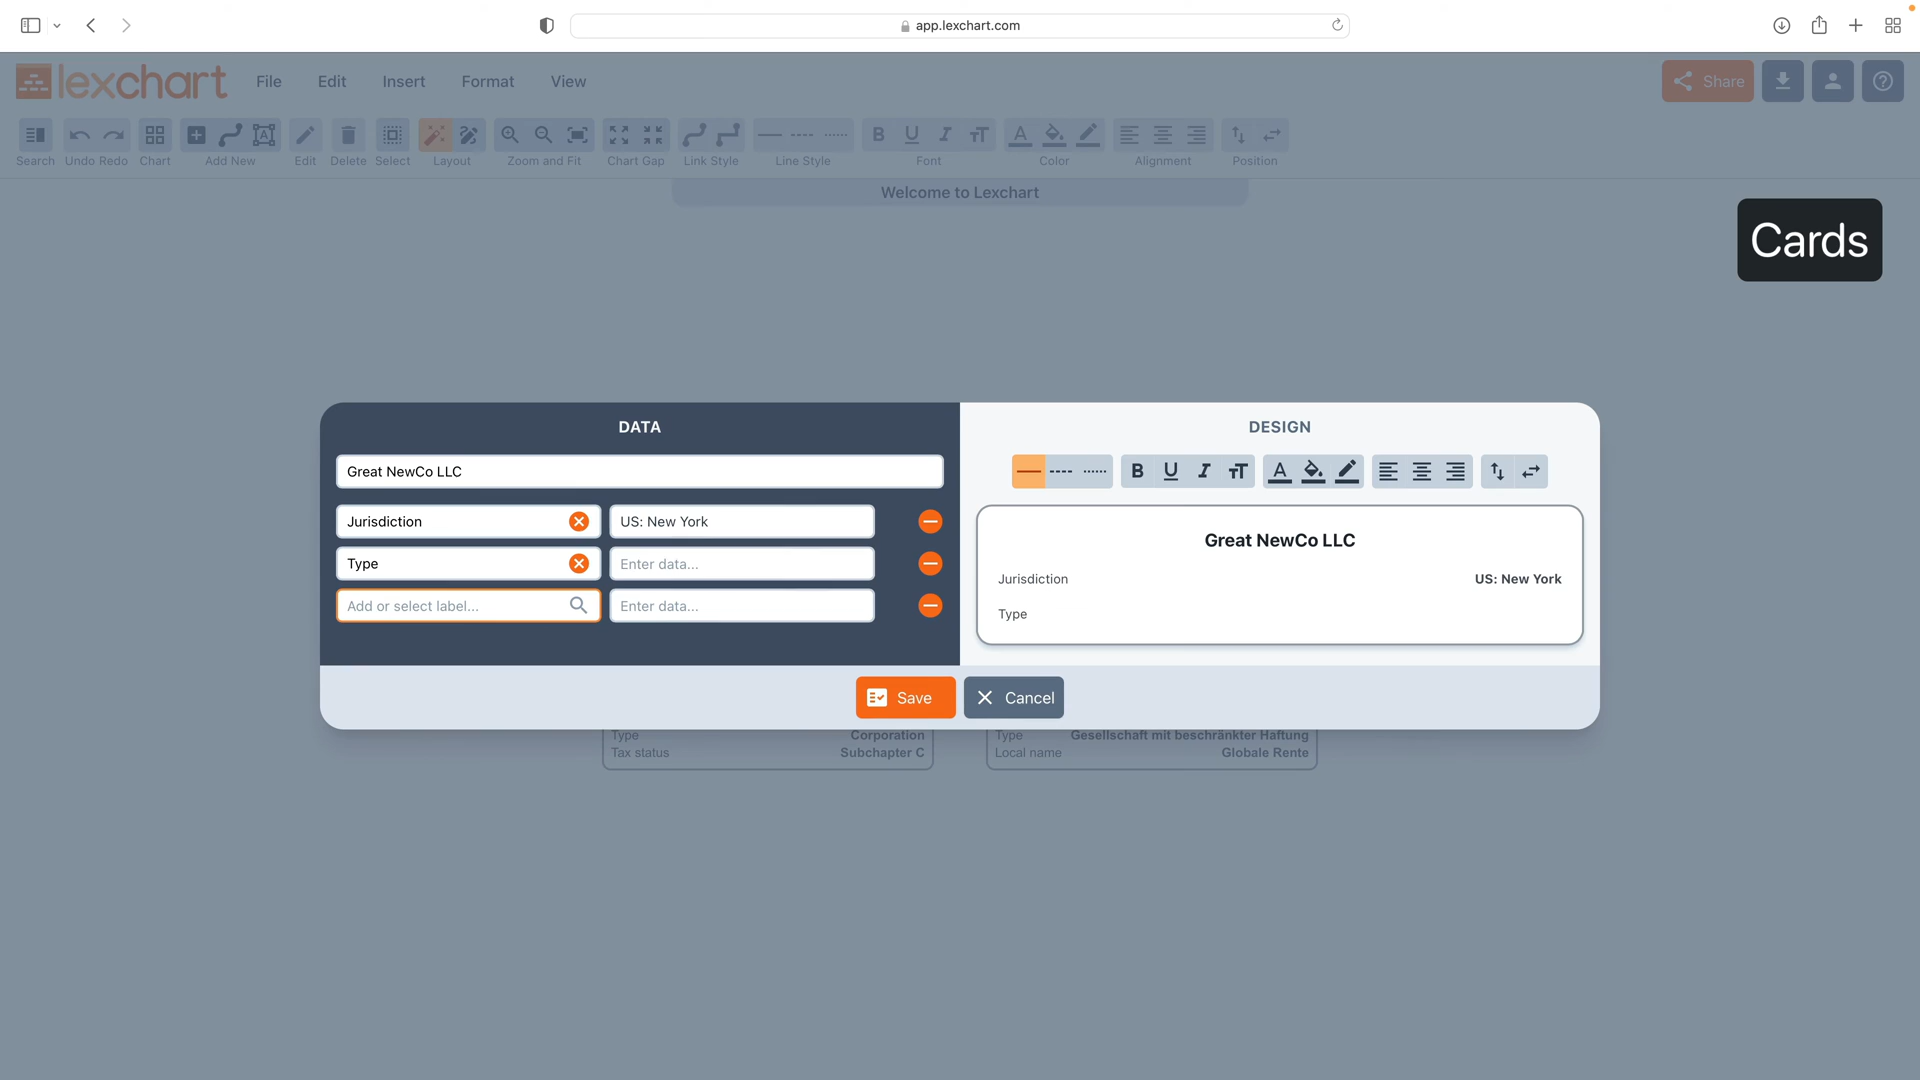 app.lexchart.com
lexchart File Edit Insert Format View
Share
Search Undo Redo Chart Add New Edit Delete Select Layout Zoom and Fit Chart Gap Link Style Line Style Font Color Alignment Position
Welcome to Lexchart
Cards
DATA
DESIGN
Great NewCo LLC
Jurisdiction US: New York
Type Enter data...
Add or select label... Enter data...
Great NewCo LLC
Jurisdiction US: New York
Type
Save
Cancel
Type Corporation
Tax status Subchapter C
Type Gesellschaft mit beschränkter Haftung
Local name Globale Rente